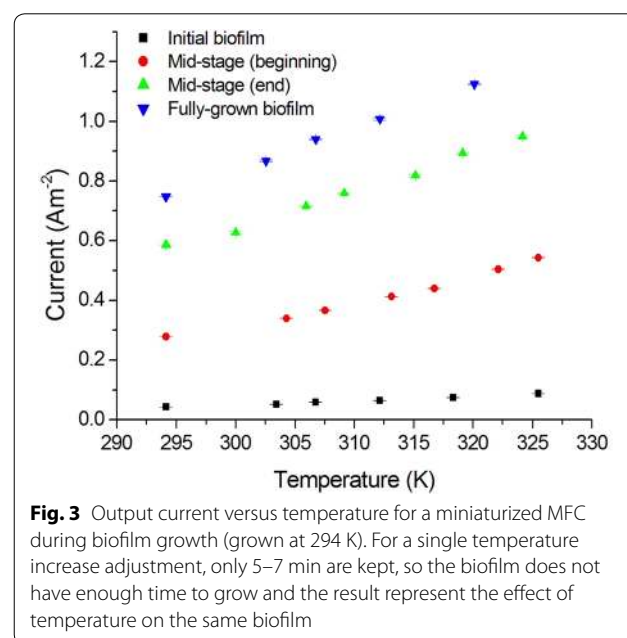 Initial biofilm
Mid-stage (beginning)
Mid-stage (end)
Fully-grown biofilm
1.2
1.0
0.8
0.6
0.4
0.2
0.0
Current (Am⁻²)
290 295 300 305 310 315 320 325 330
Temperature (K)
Fig. 3 Output current versus temperature for a miniaturized MFC
during biofilm growth (grown at 294 K). For a single temperature
increase adjustment, only 5–7 min are kept, so the biofilm does not
have enough time to grow and the result represent the effect of
temperature on the same biofilm